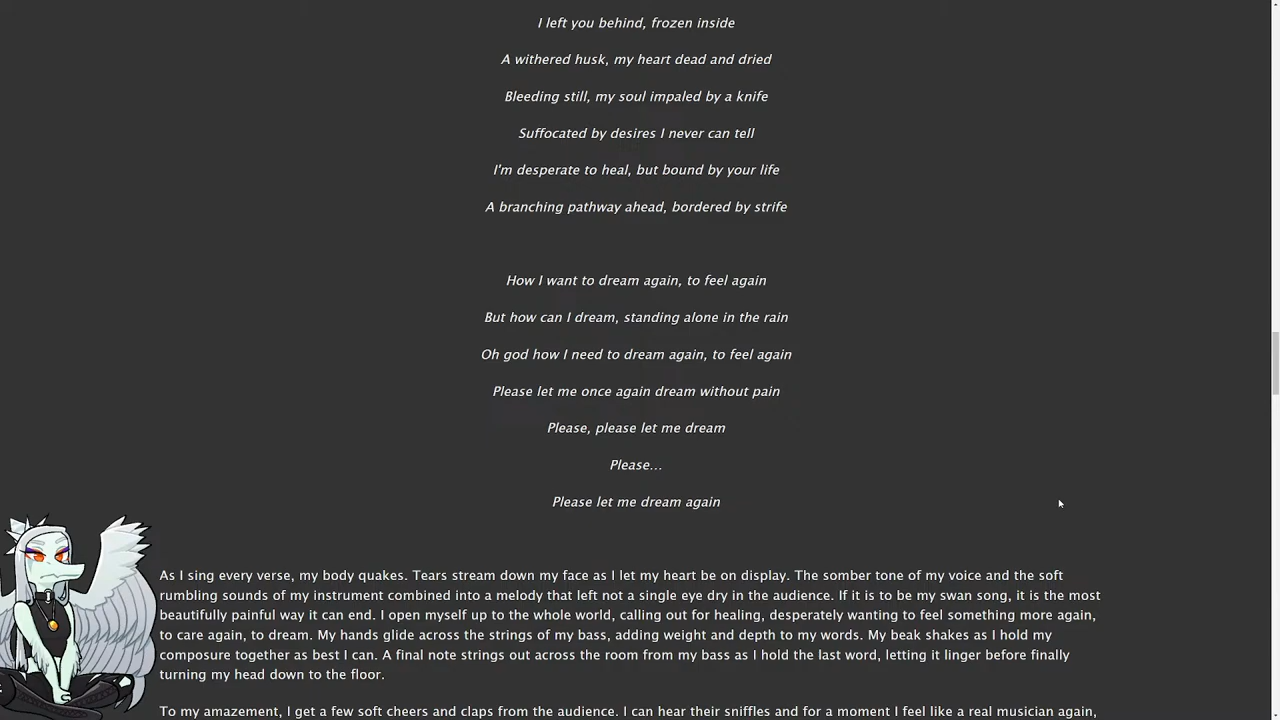 I left you behind, frozen inside
A withered husk, my heart dead and dried
Bleeding still, my soul impaled by a knife
Suffocated by desires I never can tell
I'm desperate to heal, but bound by your life
A branching pathway ahead, bordered by strife
How I want to dream again, to feel again
But how can I dream, standing alone in the rain
Oh god how I need to dream again, to feel again
Please let me once again dream without pain
Please, please let me dream
Please…
Please let me dream again
As I sing every verse, my body quakes. Tears stream down my face as I let my heart be on display. The somber tone of my voice and the soft
rumbling sounds of my instrument combined into a melody that left not a single eye dry in the audience. If it is to be my swan song, it is the most
beautifully painful way it can end. I open myself up to the whole world, calling out for healing, desperately wanting to feel something more again,
to care again, to dream. My hands glide across the strings of my bass, adding weight and depth to my words. My beak shakes as I hold my
composure together as best I can. A final note strings out across the room from my bass as I hold the last word, letting it linger before finally
turning my head down to the floor.
To my amazement, I get a few soft cheers and claps from the audience. I can hear their sniffles and for a moment I feel like a real musician again,